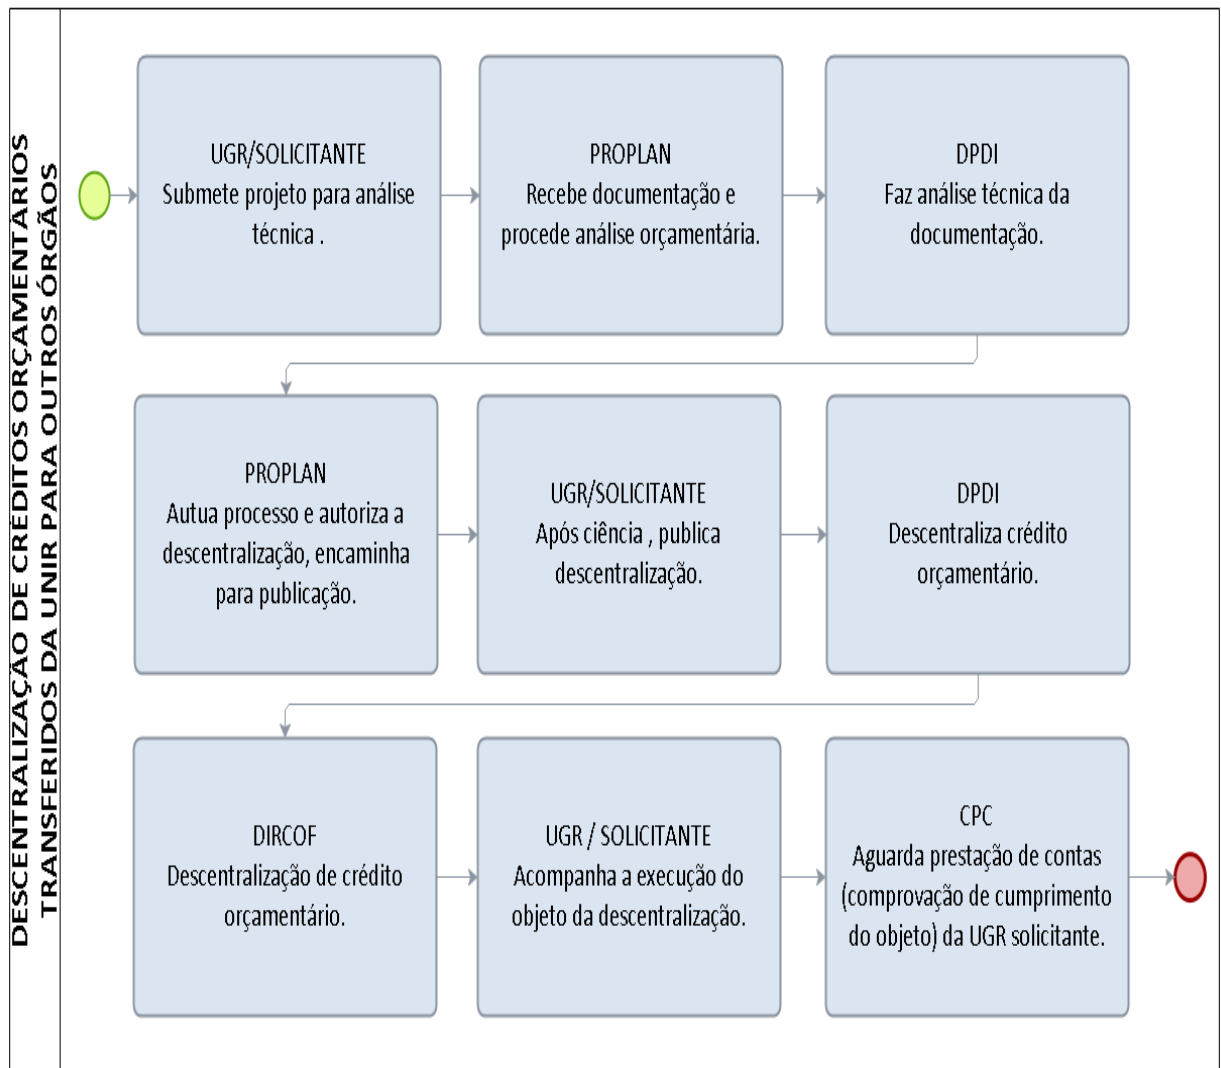 DESCENTRALIZAÇÃO DE CRÉDITOS ORÇAMENTÁRIOS
TRANSFERIDOS DA UNIR PARA OUTROS ÓRGÃOS
UGR/SOLICITANTE
Submete projeto para análise
técnica .
PROPLAN
Recebe documentação e
procede análise orçamentária.
DPDI
Faz análise técnica da
documentação.
PROPLAN
Autua processo e autoriza a
descentralização, encaminha
para publicação.
UGR/SOLICITANTE
Após ciência , publica
descentralização.
DPDI
Descentraliza crédito
orçamentário.
DIRCOF
Descentralização de crédito
orçamentário.
UGR / SOLICITANTE
Acompanha a execução do
objeto da descentralização.
CPC
Aguarda prestação de contas
(comprovação de cumprimento
do objeto) da UGR solicitante.